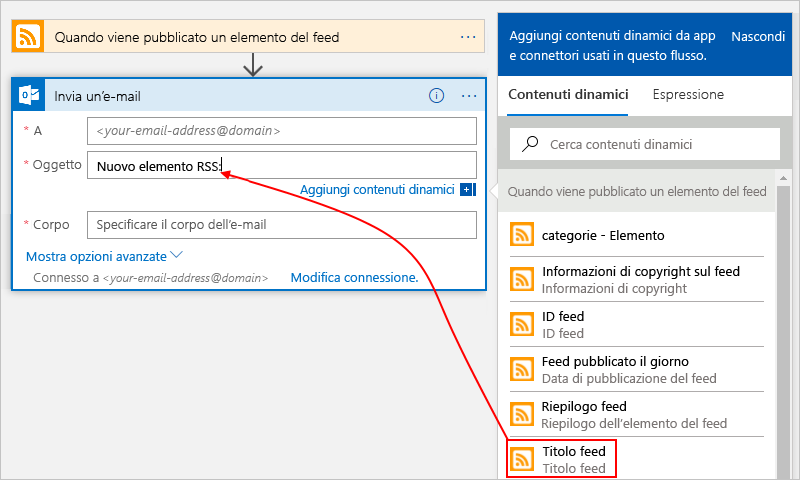 Quando viene pubblicato un elemento del feed
Invia un'e-mail
* A
<your-email-address@domain>
* Oggetto
Nuovo elemento RSS:
Aggiungi contenuti dinamici
* Corpo
Specificare il corpo dell'e-mail
Mostra opzioni avanzate
Connesso a <your-email-address@domain>
Modifica connessione.
Aggiungi contenuti dinamici da app
e connettori usati in questo flusso.
Nascondi
Contenuti dinamici
Espressione
Cerca contenuti dinamici
Quando viene pubblicato un elemento del feed
categorie - Elemento
Informazioni di copyright sul feed
Informazioni di copyright
ID feed
ID feed
Feed pubblicato il giorno
Data di pubblicazione del feed
Riepilogo feed
Riepilogo dell'elemento del feed
Titolo feed
Titolo feed